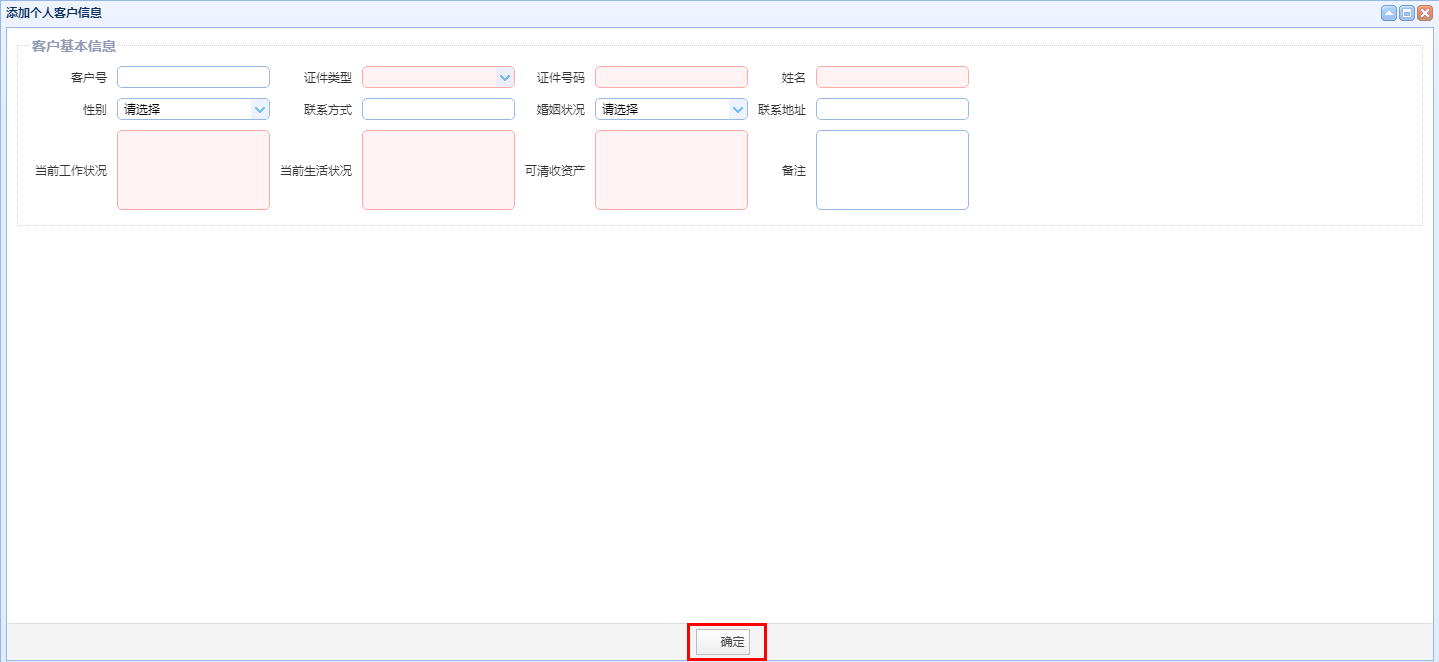 添加个人客户信息
客户基本信息
客户号 证件类型 证件号码 姓名
性别 请选择 联系方式 婚姻状况 请选择 联系地址
当前工作状况 当前生活状况 可清收资产 备注
确定